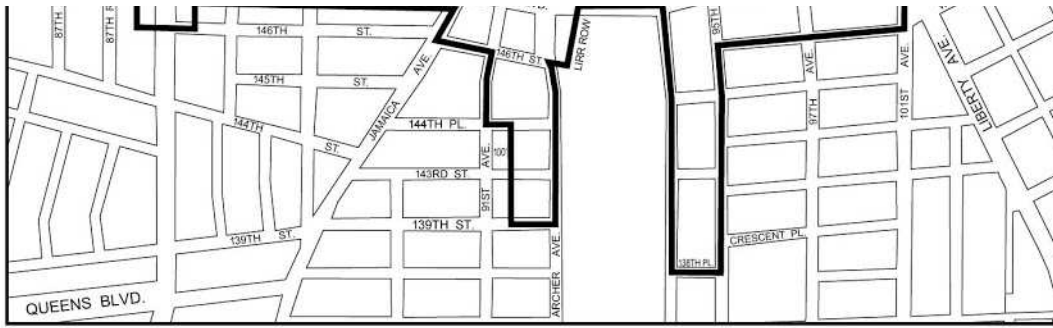 87TH
87TH
146TH ST.
146TH ST.
LIRR ROW
95TH
AVE.
AVE.
LIBERTY AVE.
145TH ST.
JAMAICA AVE.
97TH
101ST
144TH ST.
144TH PL.
AVE.
100'
143RD ST.
91ST
139TH ST.
139TH ST.
CRESCENT PL.
138TH PL.
ARCHER AVE.
QUEENS BLVD.